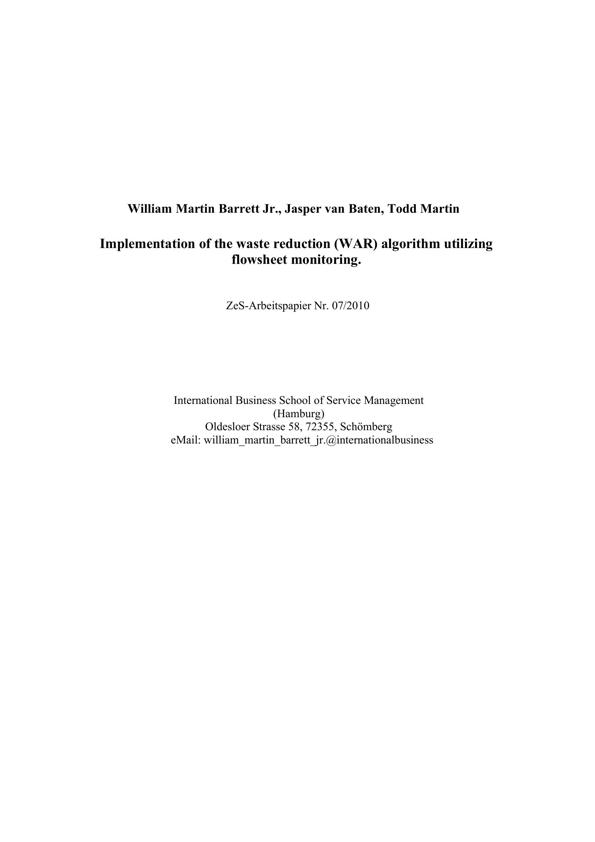 William Martin Barrett Jr., Jasper van Baten, Todd Martin
Implementation of the waste reduction (WAR) algorithm utilizing
flowsheet monitoring.
ZeS-Arbeitspapier Nr. 07/2010
International Business School of Service Management
(Hamburg)
Oldesloer Strasse 58, 72355, Schömberg
eMail: william_martin_barrett_jr.@internationalbusiness